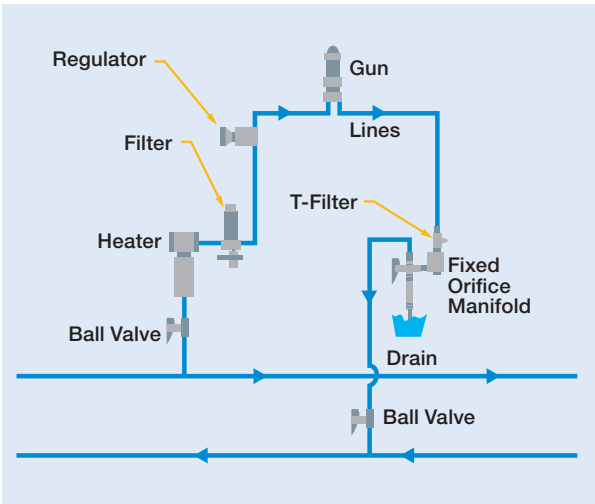 Regulator
Gun
Lines
Filter
T-Filter
Heater
Fixed
Orifice
Manifold
Ball Valve
Drain
Ball Valve